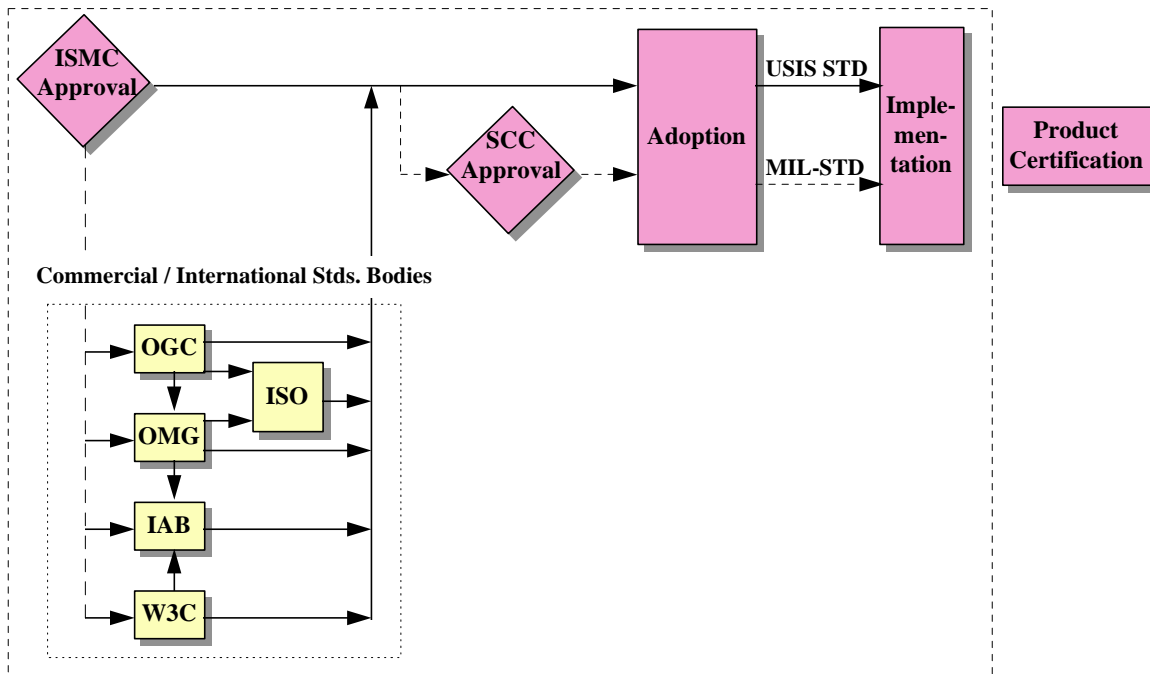 ISMC
Approval
USIS STD
Adoption
Imple-
men-
tation
SCC
Approval
MIL-STD
Product
Certification
Commercial / International Stds. Bodies
OGC
ISO
OMG
IAB
W3C